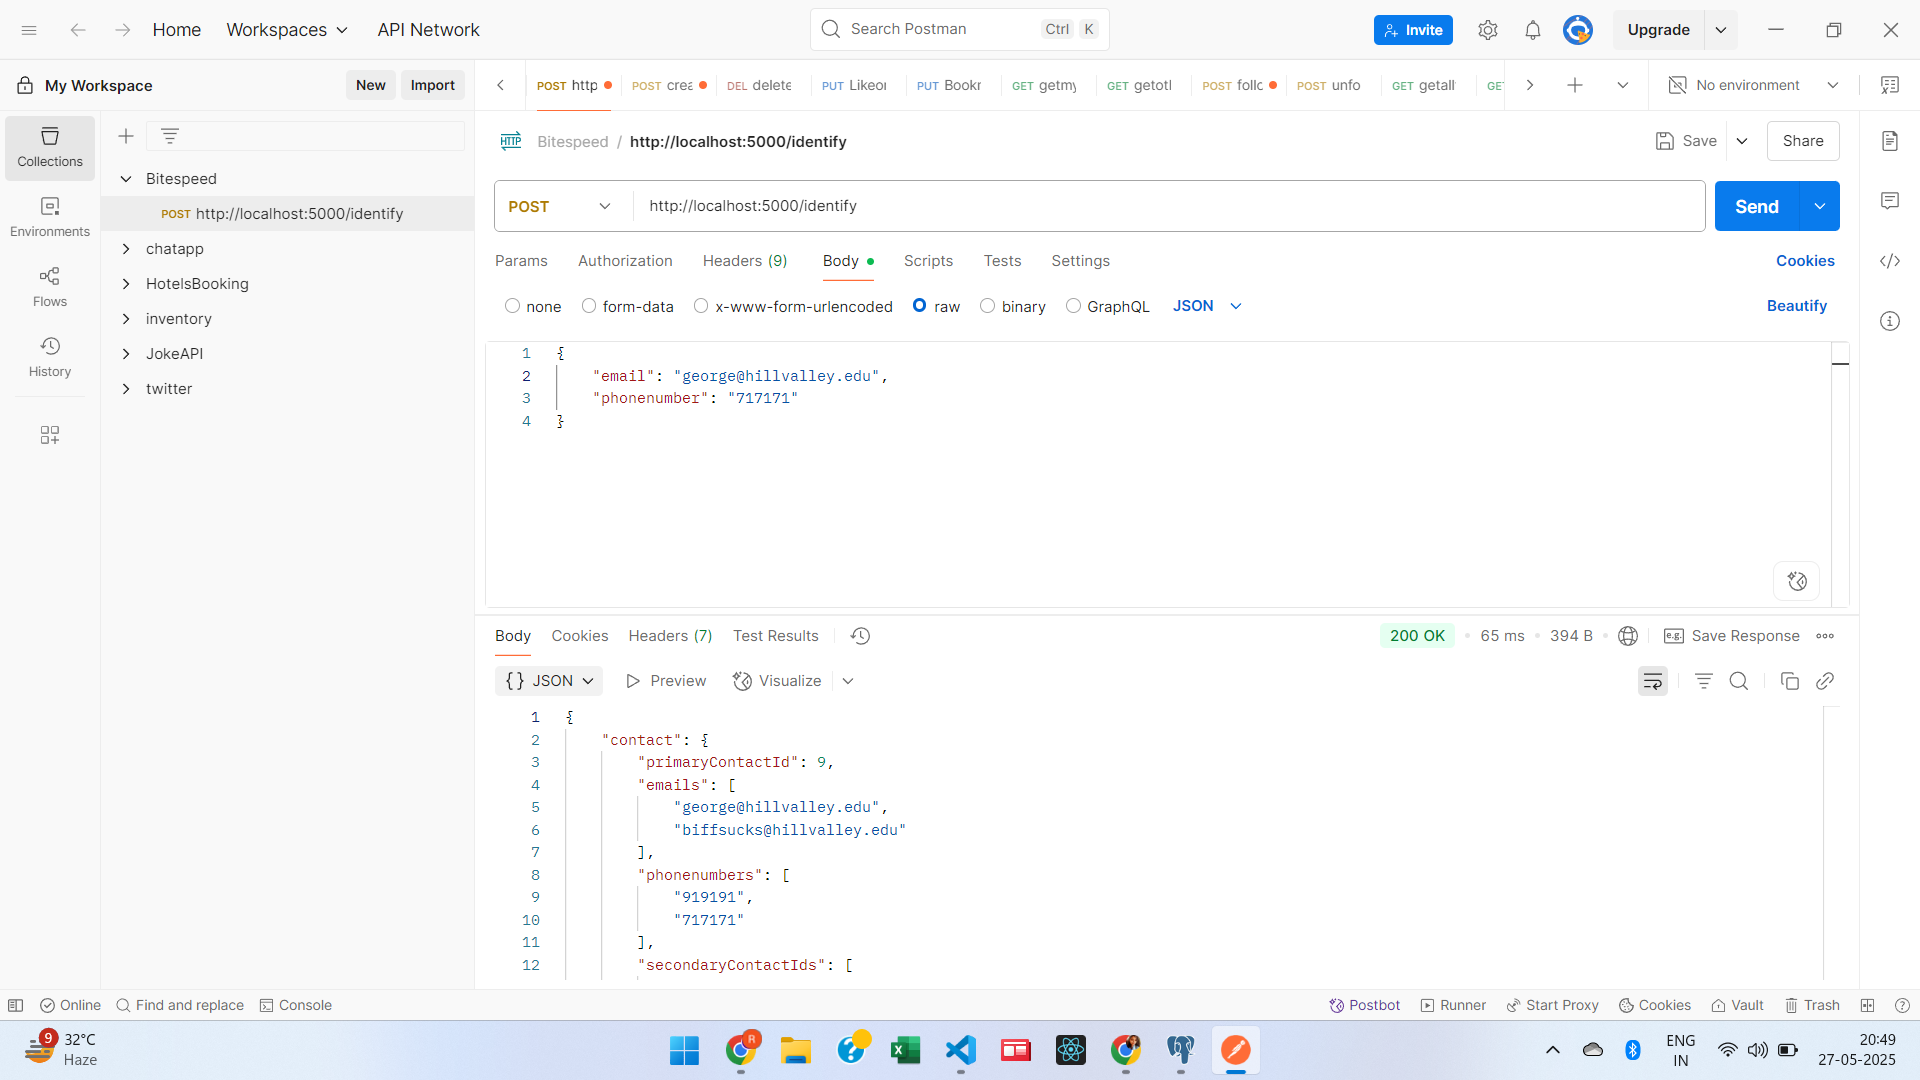 Home Workspaces API Network Search Postman Ctrl K Invite Upgrade
My Workspace New Import POST http POST crea DEL delete PUT Likeor PUT Bookr GET getmy GET getotl POST follo POST unfo GET getall GET No environment
Collections
Environments
Flows
History
Bitespeed
POST http://localhost:5000/identify
chatapp
HotelsBooking
inventory
JokeAPI
twitter
HTTP Bitespeed / http://localhost:5000/identify Save Share
POST http://localhost:5000/identify Send
Params Authorization Headers (9) Body Scripts Tests Settings Cookies
none form-data x-www-form-urlencoded raw binary GraphQL JSON Beautify
1 {
2 "email": "george@hillvalley.edu",
3 "phonenumber": "717171"
4 }
Body Cookies Headers (7) Test Results 200 OK 65 ms 394 B e.g. Save Response
{} JSON Preview Visualize
1 {
2 "contact": {
3 "primaryContactId": 9,
4 "emails": [
5 "george@hillvalley.edu",
6 "biffsucks@hillvalley.edu"
7 ],
8 "phonenumbers": [
9 "919191",
10 "717171"
11 ],
12 "secondaryContactIds": [
Online Find and replace Console Postbot Runner Start Proxy Cookies Vault Trash
9 32°C
Haze
R
ENG
IN
20:49
27-05-2025